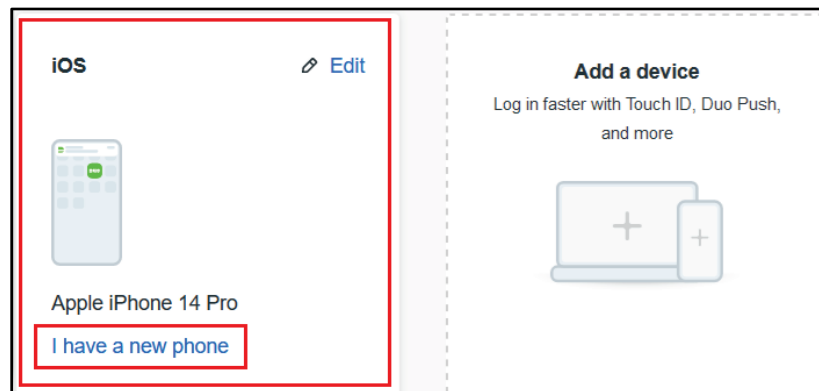 iOS
Edit
Apple iPhone 14 Pro
I have a new phone
Add a device
Log in faster with Touch ID, Duo Push,
and more